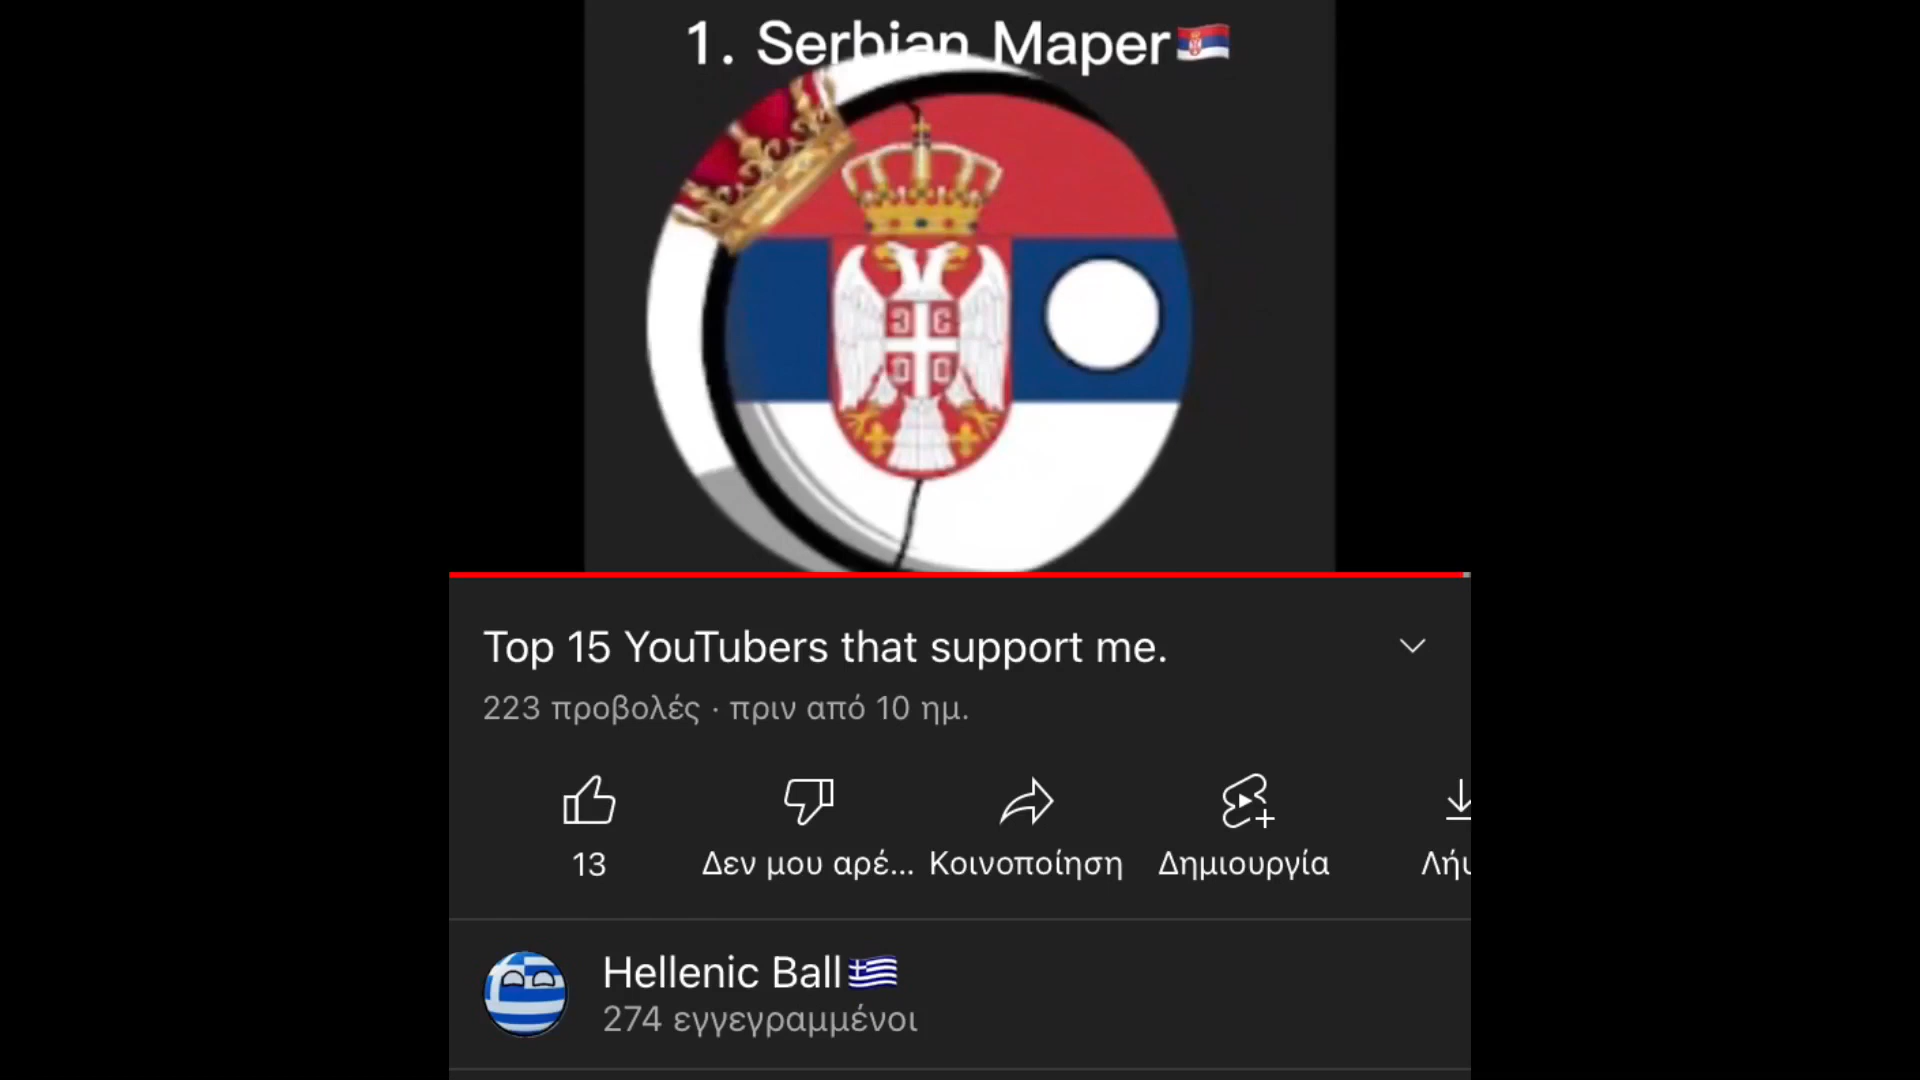 1. Serbian Maper🇷🇸
Top 15 YouTubers that support me.
223 προβολές · πριν από 10 ημ.
13
Δεν μου αρέ...
Κοινοποίηση
Δημιουργία
Λήψ
Hellenic Ball🇬🇷
274 εγγεγραμμένοι